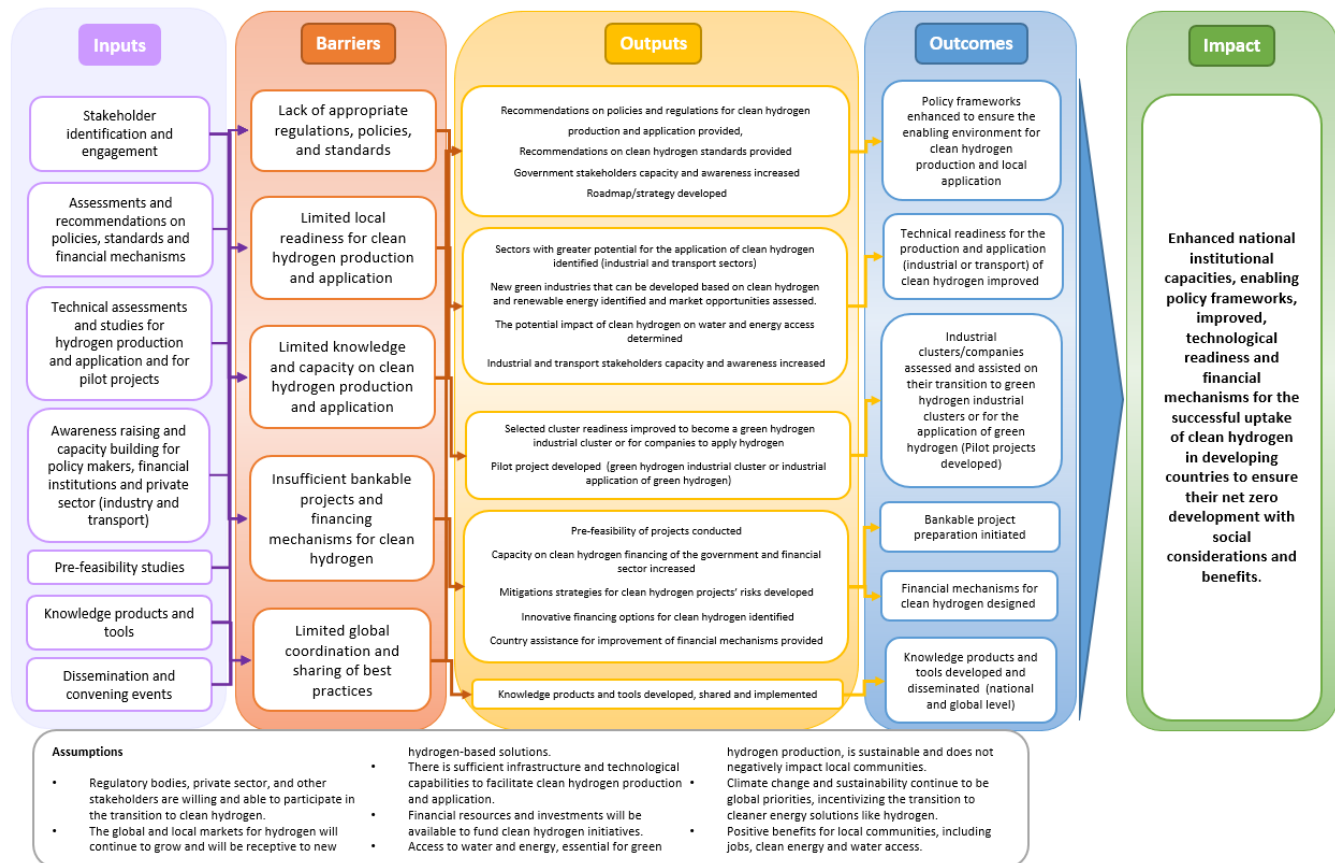 Inputs
Stakeholder
identification and
engagement
Assessments and
recommendations on
policies, standards and
financial mechanisms
Technical assessments
and studies for
hydrogen production
and application and for
pilot projects
Awareness raising and
capacity building for
policy makers, financial
institutions and private
sector (industry and
transport)
Pre-feasibility studies
Knowledge products and
tools
Dissemination and
convening events
Barriers
Lack of appropriate
regulations, policies,
and standards
Limited local
readiness for clean
hydrogen production
and application
Limited knowledge
and capacity on clean
hydrogen production
and application
Insufficient bankable
projects and
financing
mechanisms for clean
hydrogen
Limited global
coordination and
sharing of best
practices
Outputs
Recommendations on policies and regulations for clean hydrogen
production and application provided,
Recommendations on clean hydrogen standards provided
Government stakeholders capacity and awareness increased
Roadmap/strategy developed
Sectors with greater potential for the application of clean hydrogen
identified (industrial and transport sectors)
New green industries that can be developed based on clean hydrogen
and renewable energy identified and market opportunities assessed.
The potential impact of clean hydrogen on water and energy access
determined
Industrial and transport stakeholders capacity and awareness increased
Selected cluster readiness improved to become a green hydrogen
industrial cluster or for companies to apply hydrogen
Pilot project developed (green hydrogen industrial cluster or industrial
application of green hydrogen)
Pre-feasibility of projects conducted
Capacity on clean hydrogen financing of the government and financial
sector increased
Mitigations strategies for clean hydrogen projects' risks developed
Innovative financing options for clean hydrogen identified
Country assistance for improvement of financial mechanisms provided
Knowledge products and tools developed, shared and implemented
Outcomes
Policy frameworks
enhanced to ensure the
enabling environment for
clean hydrogen
production and local
application
Technical readiness for the
production and application
(industrial or transport) of
clean hydrogen improved
Industrial
clusters/companies
assessed and assisted on
their transition to green
hydrogen industrial
clusters or for the
application of green
hydrogen (Pilot projects
developed)
Bankable project
preparation initiated
Financial mechanisms for
clean hydrogen designed
Knowledge products and
tools developed and
disseminated (national
and global level)
Impact
Enhanced national
institutional
capacities, enabling
policy frameworks,
improved,
technological
readiness and
financial
mechanisms for the
successful uptake
of clean hydrogen
in developing
countries to ensure
their net zero
development with
social
considerations and
benefits.
Assumptions
• Regulatory bodies, private sector, and other
stakeholders are willing and able to participate in
the transition to clean hydrogen.
• The global and local markets for hydrogen will
continue to grow and will be receptive to new
hydrogen-based solutions.
• There is sufficient infrastructure and technological
capabilities to facilitate clean hydrogen production
and application.
• Financial resources and investments will be
available to fund clean hydrogen initiatives.
• Access to water and energy, essential for green
hydrogen production, is sustainable and does not
negatively impact local communities.
• Climate change and sustainability continue to be
global priorities, incentivizing the transition to
cleaner energy solutions like hydrogen.
• Positive benefits for local communities, including
jobs, clean energy and water access.